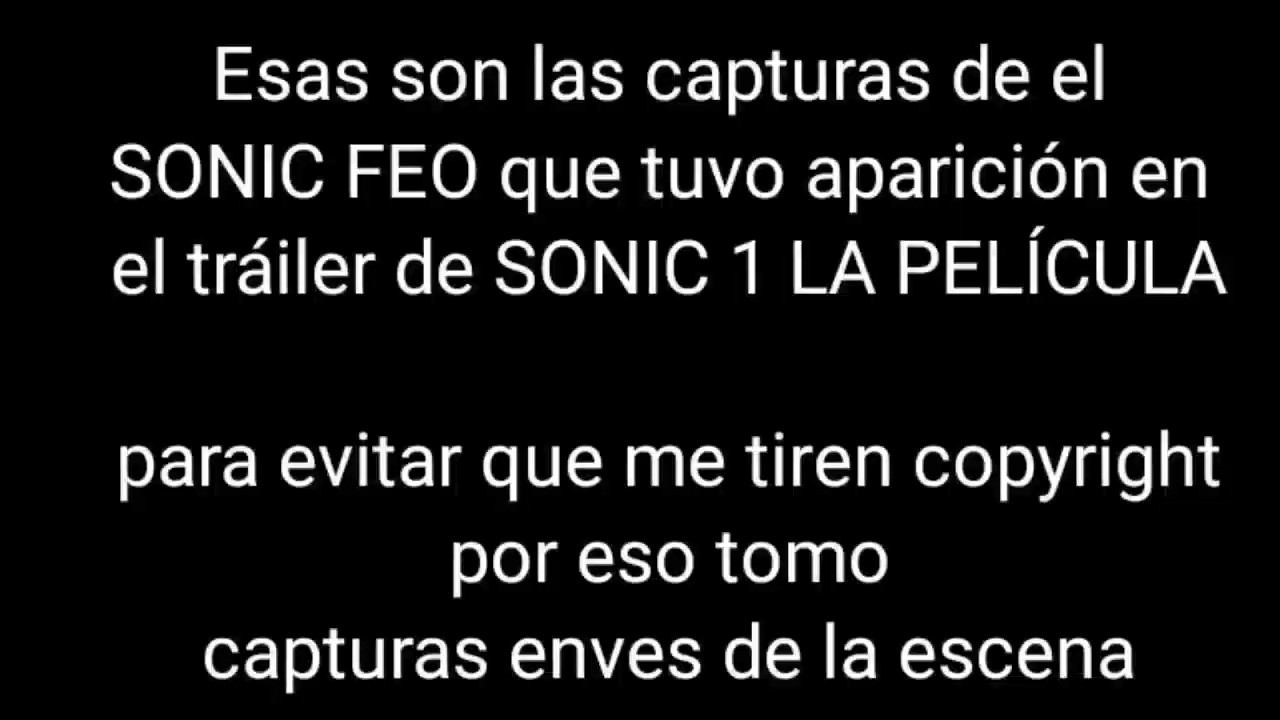 Esas son las capturas de el
SONIC FEO que tuvo aparición en
el tráiler de SONIC 1 LA PELÍCULA
para evitar que me tiren copyright
por eso tomo
capturas enves de la escena